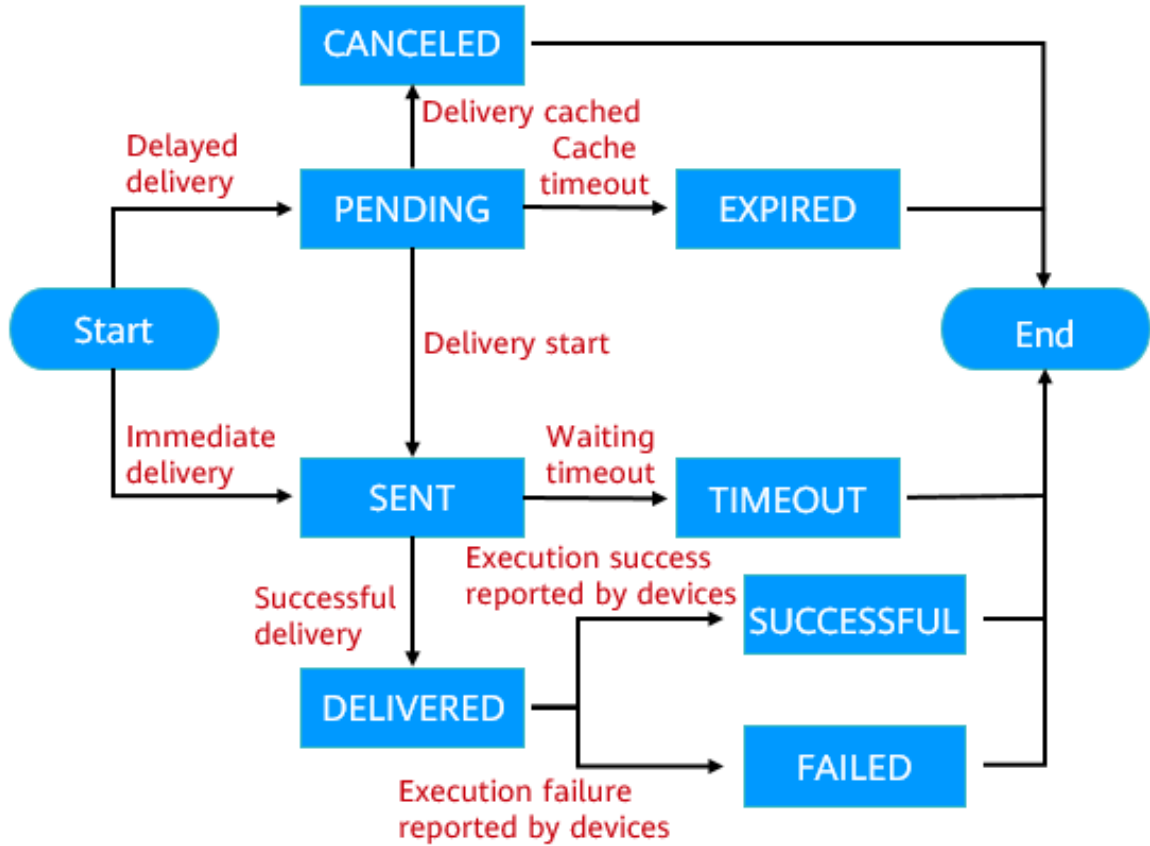 CANCELED
Delivery cached
Cache
timeout
Delayed
delivery
PENDING
EXPIRED
Start
End
Delivery start
Immediate
delivery
Waiting
timeout
SENT
TIMEOUT
Execution success
reported by devices
Successful
delivery
SUCCESSFUL
DELIVERED
FAILED
Execution failure
reported by devices